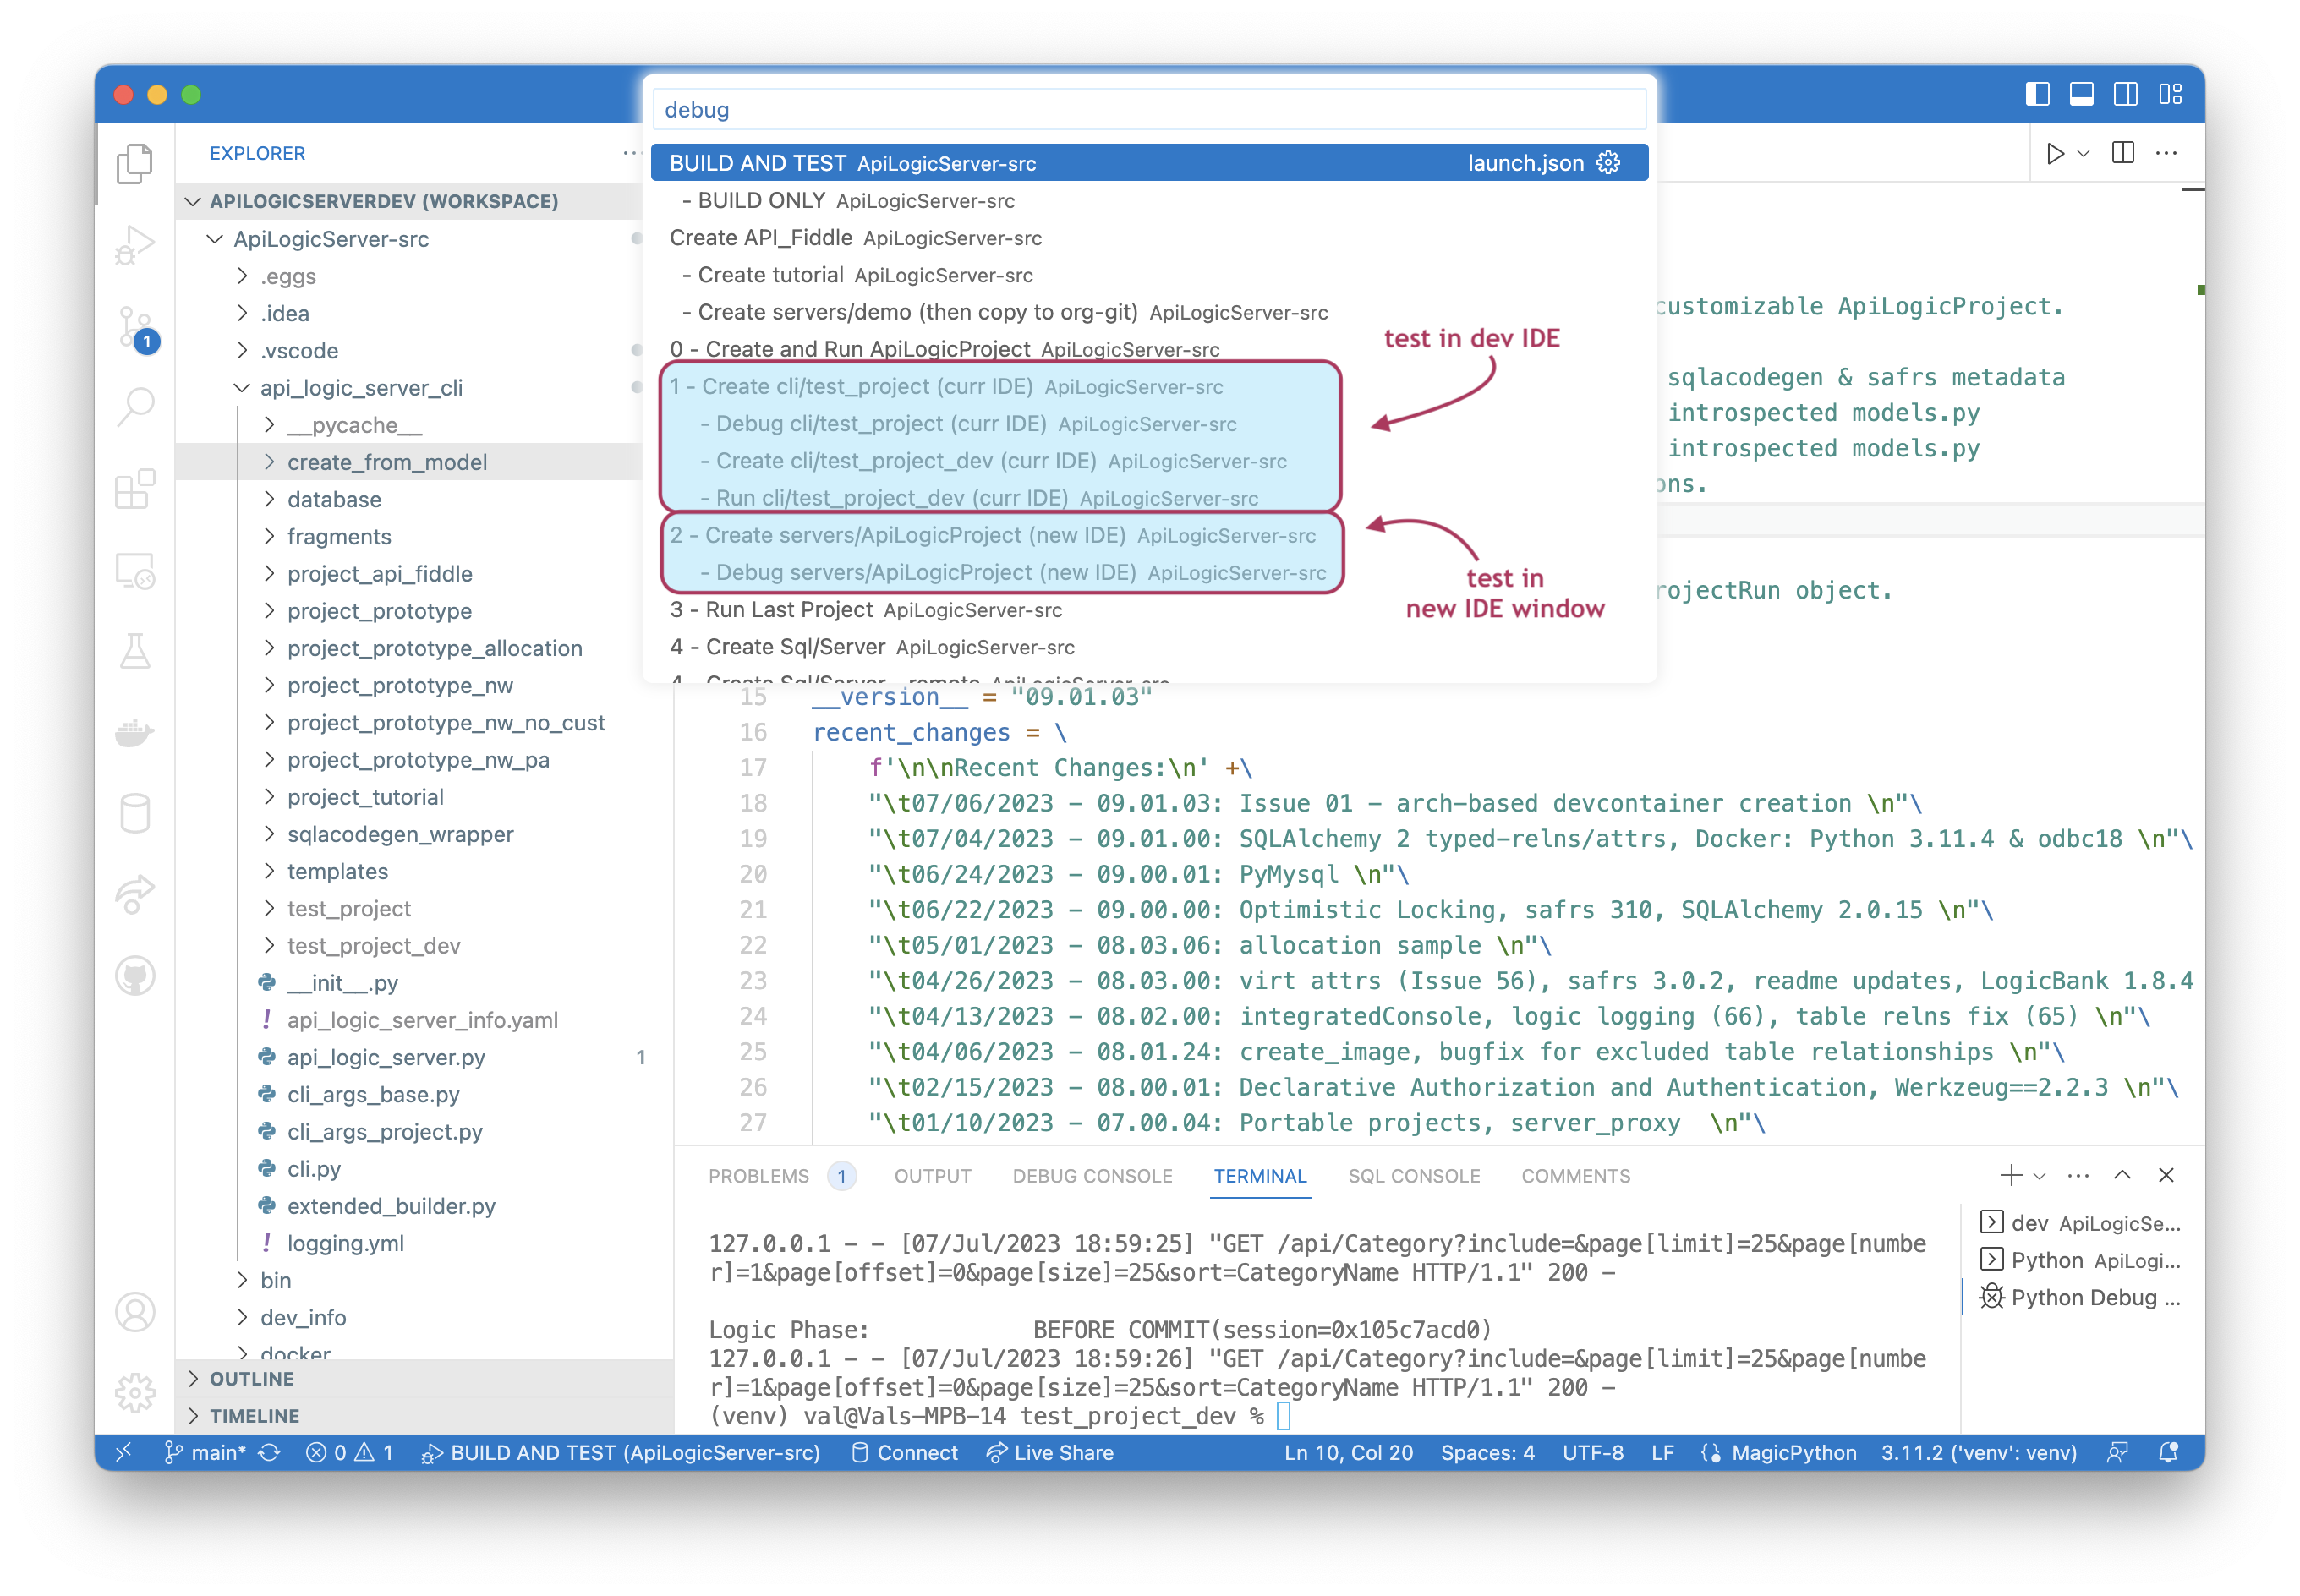 debug
BUILD AND TEST ApiLogicServer-src launch.json
- BUILD ONLY ApiLogicServer-src
Create API_Fiddle ApiLogicServer-src
- Create tutorial ApiLogicServer-src
- Create servers/demo (then copy to org-git) ApiLogicServer-src
0 - Create and Run ApiLogicProject ApiLogicServer-src
1 - Create cli/test_project (curr IDE) ApiLogicServer-src
- Debug cli/test_project (curr IDE) ApiLogicServer-src
- Create cli/test_project_dev (curr IDE) ApiLogicServer-src
- Run cli/test_project_dev (curr IDE) ApiLogicServer-src
2 - Create servers/ApiLogicProject (new IDE) ApiLogicServer-src
- Debug servers/ApiLogicProject (new IDE) ApiLogicServer-src
3 - Run Last Project ApiLogicServer-src
4 - Create Sql/Server ApiLogicServer-src
4 - Create Sql/Server - remote ApiLogicServer-src
test in dev IDE
test in
new IDE window
EXPLORER
APILOGICSERVERDEV (WORKSPACE)
ApiLogicServer-src
.eggs
.idea
.vscode
api_logic_server_cli
__pycache__
create_from_model
database
fragments
project_api_fiddle
project_prototype
project_prototype_allocation
project_prototype_nw
project_prototype_nw_no_cust
project_prototype_nw_pa
project_tutorial
sqlacodegen_wrapper
templates
test_project
test_project_dev
__init__.py
! api_logic_server_info.yaml
api_logic_server.py 1
cli_args_base.py
cli_args_project.py
cli.py
extended_builder.py
! logging.yml
bin
dev_info
docker
OUTLINE
TIMELINE
1
customizable ApiLogicProject.
sqlacodegen & safrs metadata
introspected models.py
introspected models.py
ons.
rojectRun object.
15 __version__ = "09.01.03"
16 recent_changes = \
17 f'\n\nRecent Changes:\n' +\
18 "\t07/06/2023 - 09.01.03: Issue 01 - arch-based devcontainer creation \n"\
19 "\t07/04/2023 - 09.01.00: SQLAlchemy 2 typed-relns/attrs, Docker: Python 3.11.4 & odbc18 \n"\
20 "\t06/24/2023 - 09.00.01: PyMysql \n"\
21 "\t06/22/2023 - 09.00.00: Optimistic Locking, safrs 310, SQLAlchemy 2.0.15 \n"\
22 "\t05/01/2023 - 08.03.06: allocation sample \n"\
23 "\t04/26/2023 - 08.03.00: virt attrs (Issue 56), safrs 3.0.2, readme updates, LogicBank 1.8.4
24 "\t04/13/2023 - 08.02.00: integratedConsole, logic logging (66), table relns fix (65) \n"\
25 "\t04/06/2023 - 08.01.24: create_image, bugfix for excluded table relationships \n"\
26 "\t02/15/2023 - 08.00.01: Declarative Authorization and Authentication, Werkzeug==2.2.3 \n"\
27 "\t01/10/2023 - 07.00.04: Portable projects, server_proxy  \n"\
PROBLEMS 1 OUTPUT DEBUG CONSOLE TERMINAL SQL CONSOLE COMMENTS
127.0.0.1 - - [07/Jul/2023 18:59:25] "GET /api/Category?include=&page[limit]=25&page[numbe
r]=1&page[offset]=0&page[size]=25&sort=CategoryName HTTP/1.1" 200 -
Logic Phase: BEFORE COMMIT(session=0x105c7acd0)
127.0.0.1 - - [07/Jul/2023 18:59:26] "GET /api/Category?include=&page[limit]=25&page[numbe
r]=1&page[offset]=0&page[size]=25&sort=CategoryName HTTP/1.1" 200 -
(venv) val@Vals-MPB-14 test_project_dev %
dev ApiLogicSe...
Python ApiLogi...
Python Debug ...
main* 0 1 BUILD AND TEST (ApiLogicServer-src) Connect Live Share Ln 10, Col 20 Spaces: 4 UTF-8 LF MagicPython 3.11.2 ('venv': venv)